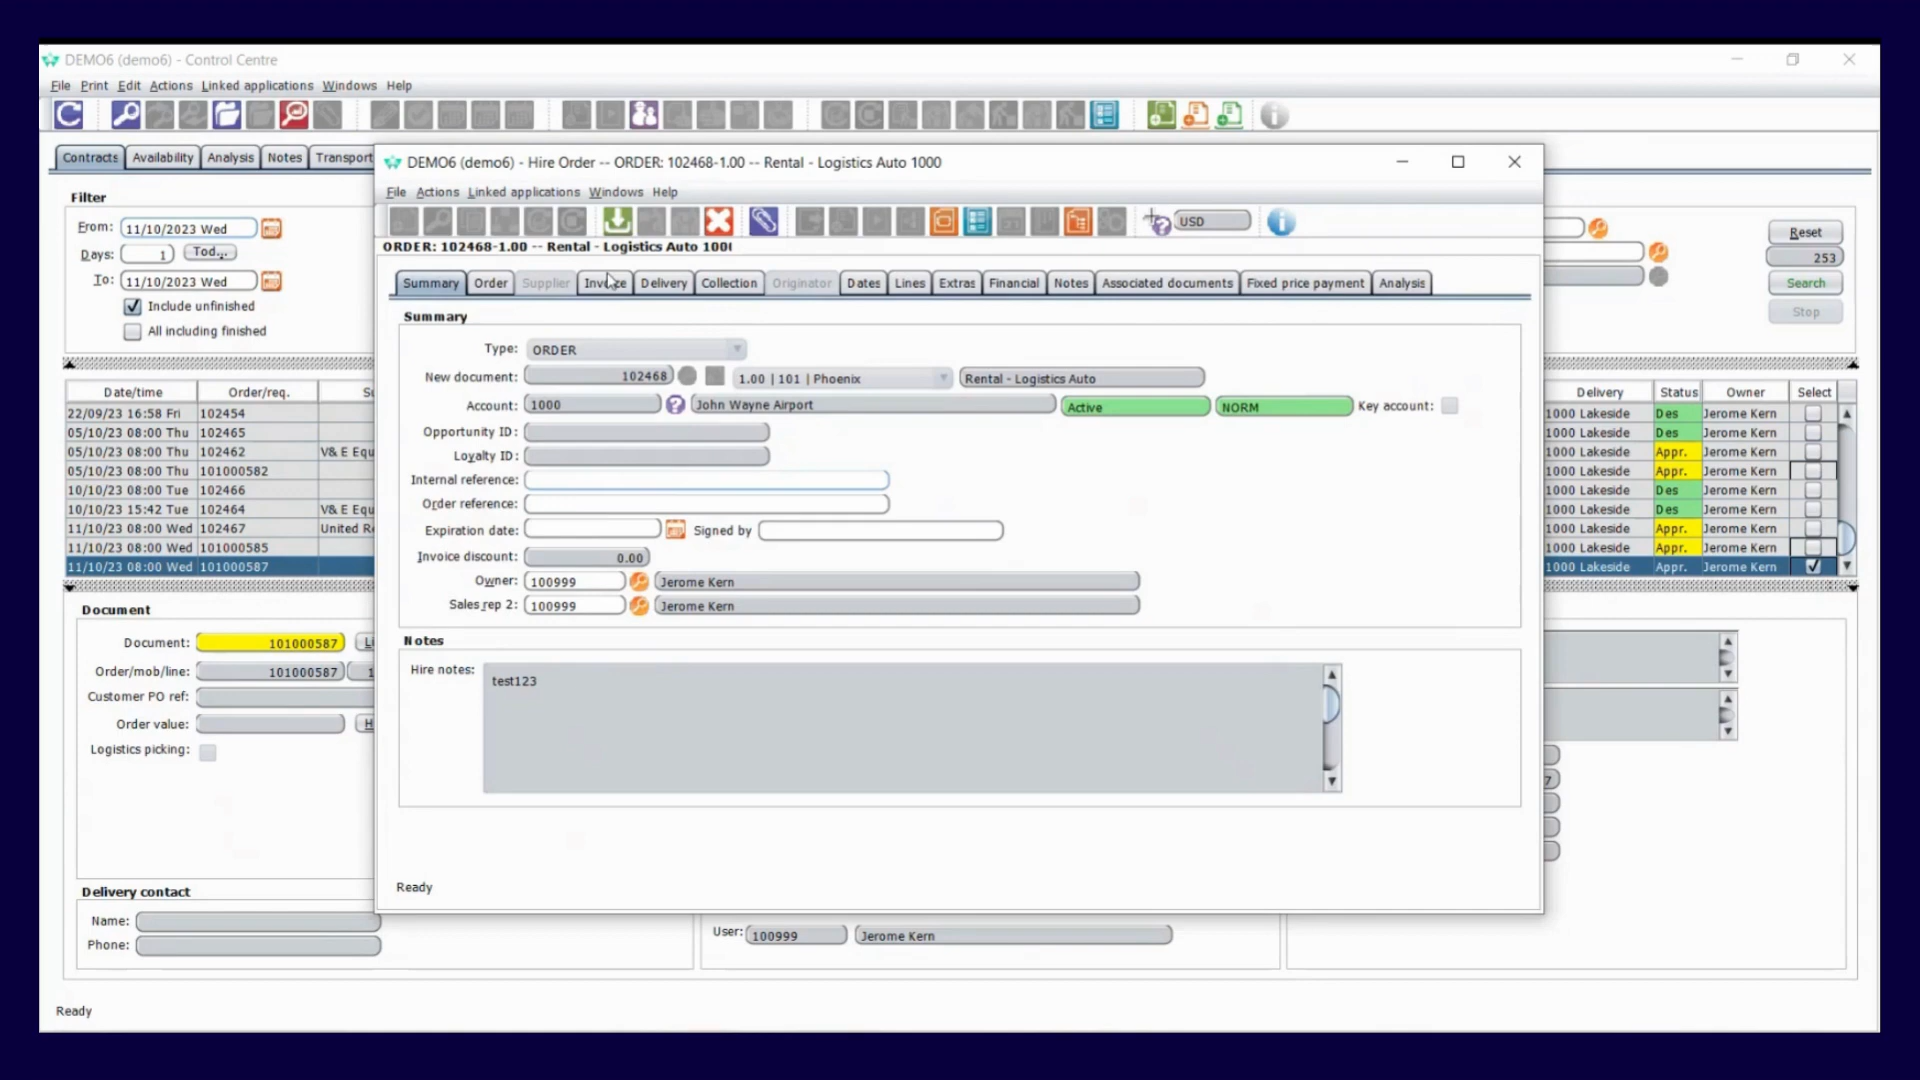 DEMO6 (demo6) - Control Centre
File Print Edit Actions Linked applications Windows Help
Contracts Availability Analysis Notes Transport
Filter
From: 11/10/2023 Wed
Days: 1 Tod...
To: 11/10/2023 Wed
Include unfinished
All including finished
Reset
253
Search
Stop
Date/time Order/req.
22/09/23 16:58 Fri 102454
05/10/23 08:00 Thu 102465
05/10/23 08:00 Thu 102462 V& E Equ
05/10/23 08:00 Thu 101000582
10/10/23 08:00 Tue 102466
10/10/23 15:42 Tue 102464 V& E Equ
11/10/23 08:00 Wed 102467 United Re
11/10/23 08:00 Wed 101000585
11/10/23 08:00 Wed 101000587
Delivery Status Owner Select
1000 Lakeside Des Jerome Kern
1000 Lakeside Des Jerome Kern
1000 Lakeside Appr. Jerome Kern
1000 Lakeside Appr. Jerome Kern
1000 Lakeside Des Jerome Kern
1000 Lakeside Des Jerome Kern
1000 Lakeside Appr. Jerome Kern
1000 Lakeside Appr. Jerome Kern
1000 Lakeside Appr. Jerome Kern
Document
Document: 101000587
Order/mob/line: 101000587 1
Customer PO ref:
Order value: H
Logistics picking:
Delivery contact
Name:
Phone:
User: 100999 Jerome Kern
7
Ready
DEMO6 (demo6) - Hire Order -- ORDER: 102468-1.00 -- Rental - Logistics Auto 1000
File Actions Linked applications Windows Help
USD
ORDER: 102468-1.00 -- Rental - Logistics Auto 100
Summary Order Supplier Invoice Delivery Collection Originator Dates Lines Extras Financial Notes Associated documents Fixed price payment Analysis
Summary
Type: ORDER
New document: 102468 1.00 | 101 | Phoenix Rental - Logistics Auto
Account: 1000 John Wayne Airport Active NORM Key account:
Opportunity ID:
Loyalty ID:
Internal reference:
Order reference:
Expiration date: Signed by
Invoice discount: 0.00
Owner: 100999 Jerome Kern
Sales rep 2: 100999 Jerome Kern
Notes
Hire notes: test123
Ready